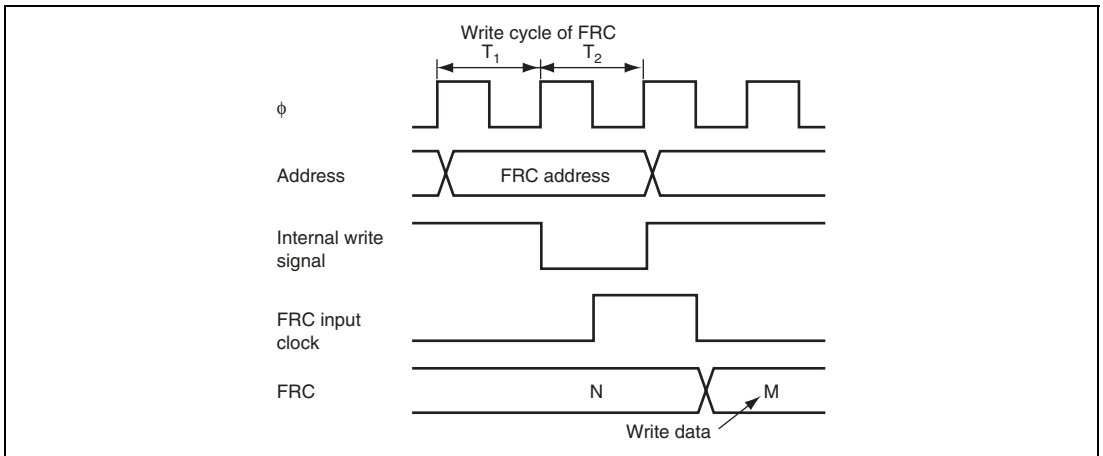 Write cycle of FRC
T₁ T₂
ϕ
Address
FRC address
Internal write
signal
FRC input
clock
FRC
N
M
Write data